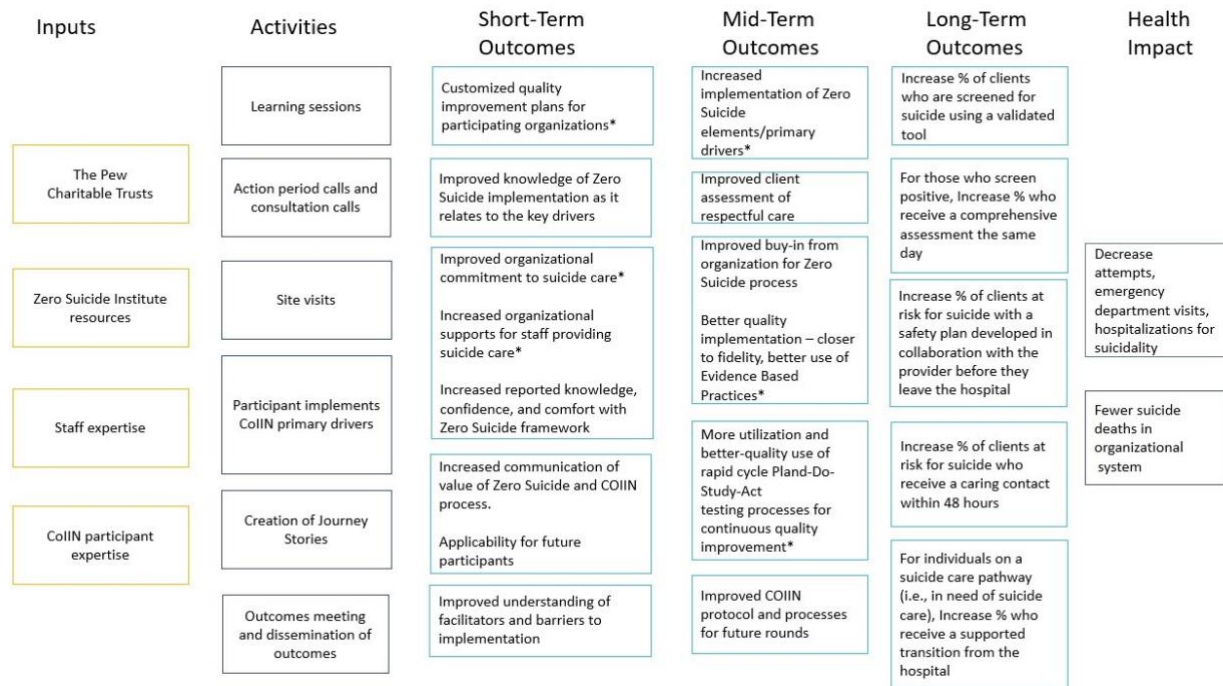 Inputs
Activities
Short-Term
Outcomes
Mid-Term
Outcomes
Long-Term
Outcomes
Health
Impact
The Pew
Charitable Trusts
Zero Suicide Institute
resources
Staff expertise
CoIIN participant
expertise
Learning sessions
Action period calls and
consultation calls
Site visits
Participant implements
CoIIN primary drivers
Creation of Journey
Stories
Outcomes meeting
and dissemination of
outcomes
Customized quality
improvement plans for
participating organizations*
Improved knowledge of Zero
Suicide implementation as it
relates to the key drivers
Improved organizational
commitment to suicide care*
Increased organizational
supports for staff providing
suicide care*
Increased reported knowledge,
confidence, and comfort with
Zero Suicide framework
Increased communication of
value of Zero Suicide and COIIN
process.
Applicability for future
participants
Improved understanding of
facilitators and barriers to
implementation
Increased
implementation of Zero
Suicide
elements/primary
drivers*
Improved client
assessment of
respectful care
Improved buy-in from
organization for Zero
Suicide process
Better quality
implementation – closer
to fidelity, better use of
Evidence Based
Practices*
More utilization and
better-quality use of
rapid cycle Pland-Do-
Study-Act
testing processes for
continuous quality
improvement*
Improved COIIN
protocol and processes
for future rounds
Increase % of clients
who are screened for
suicide using a validated
tool
For those who screen
positive, Increase % who
receive a comprehensive
assessment the same
day
Increase % of clients at
risk for suicide with a
safety plan developed in
collaboration with the
provider before they
leave the hospital
Increase % of clients at
risk for suicide who
receive a caring contact
within 48 hours
For individuals on a
suicide care pathway
(i.e., in need of suicide
care), Increase % who
receive a supported
transition from the
hospital
Decrease
attempts,
emergency
department visits,
hospitalizations for
suicidality
Fewer suicide
deaths in
organizational
system